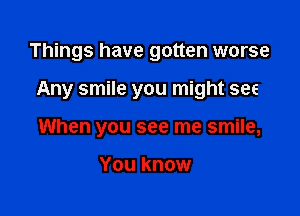 Things have gotten worse
Any smile you might see
When you see me smile,
You know